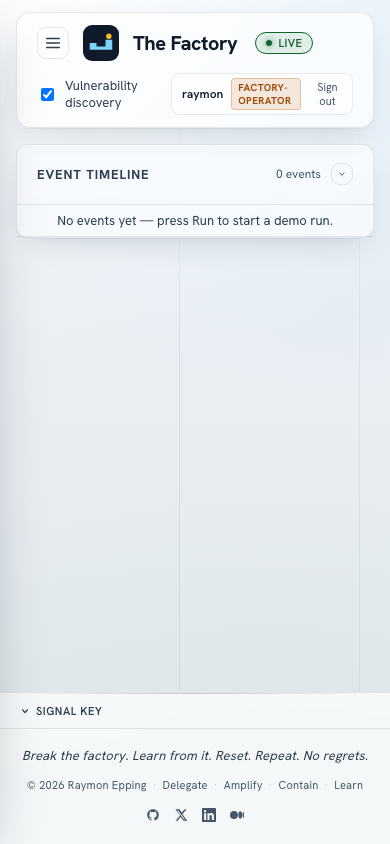 The Factory
LIVE
Vulnerability
discovery
raymon
FACTORY-
OPERATOR
Sign
out
EVENT TIMELINE
0 events
No events yet — press Run to start a demo run.
SIGNAL KEY
Break the factory. Learn from it. Reset. Repeat. No regrets.
© 2026 Raymon Epping · Delegate · Amplify · Contain · Learn